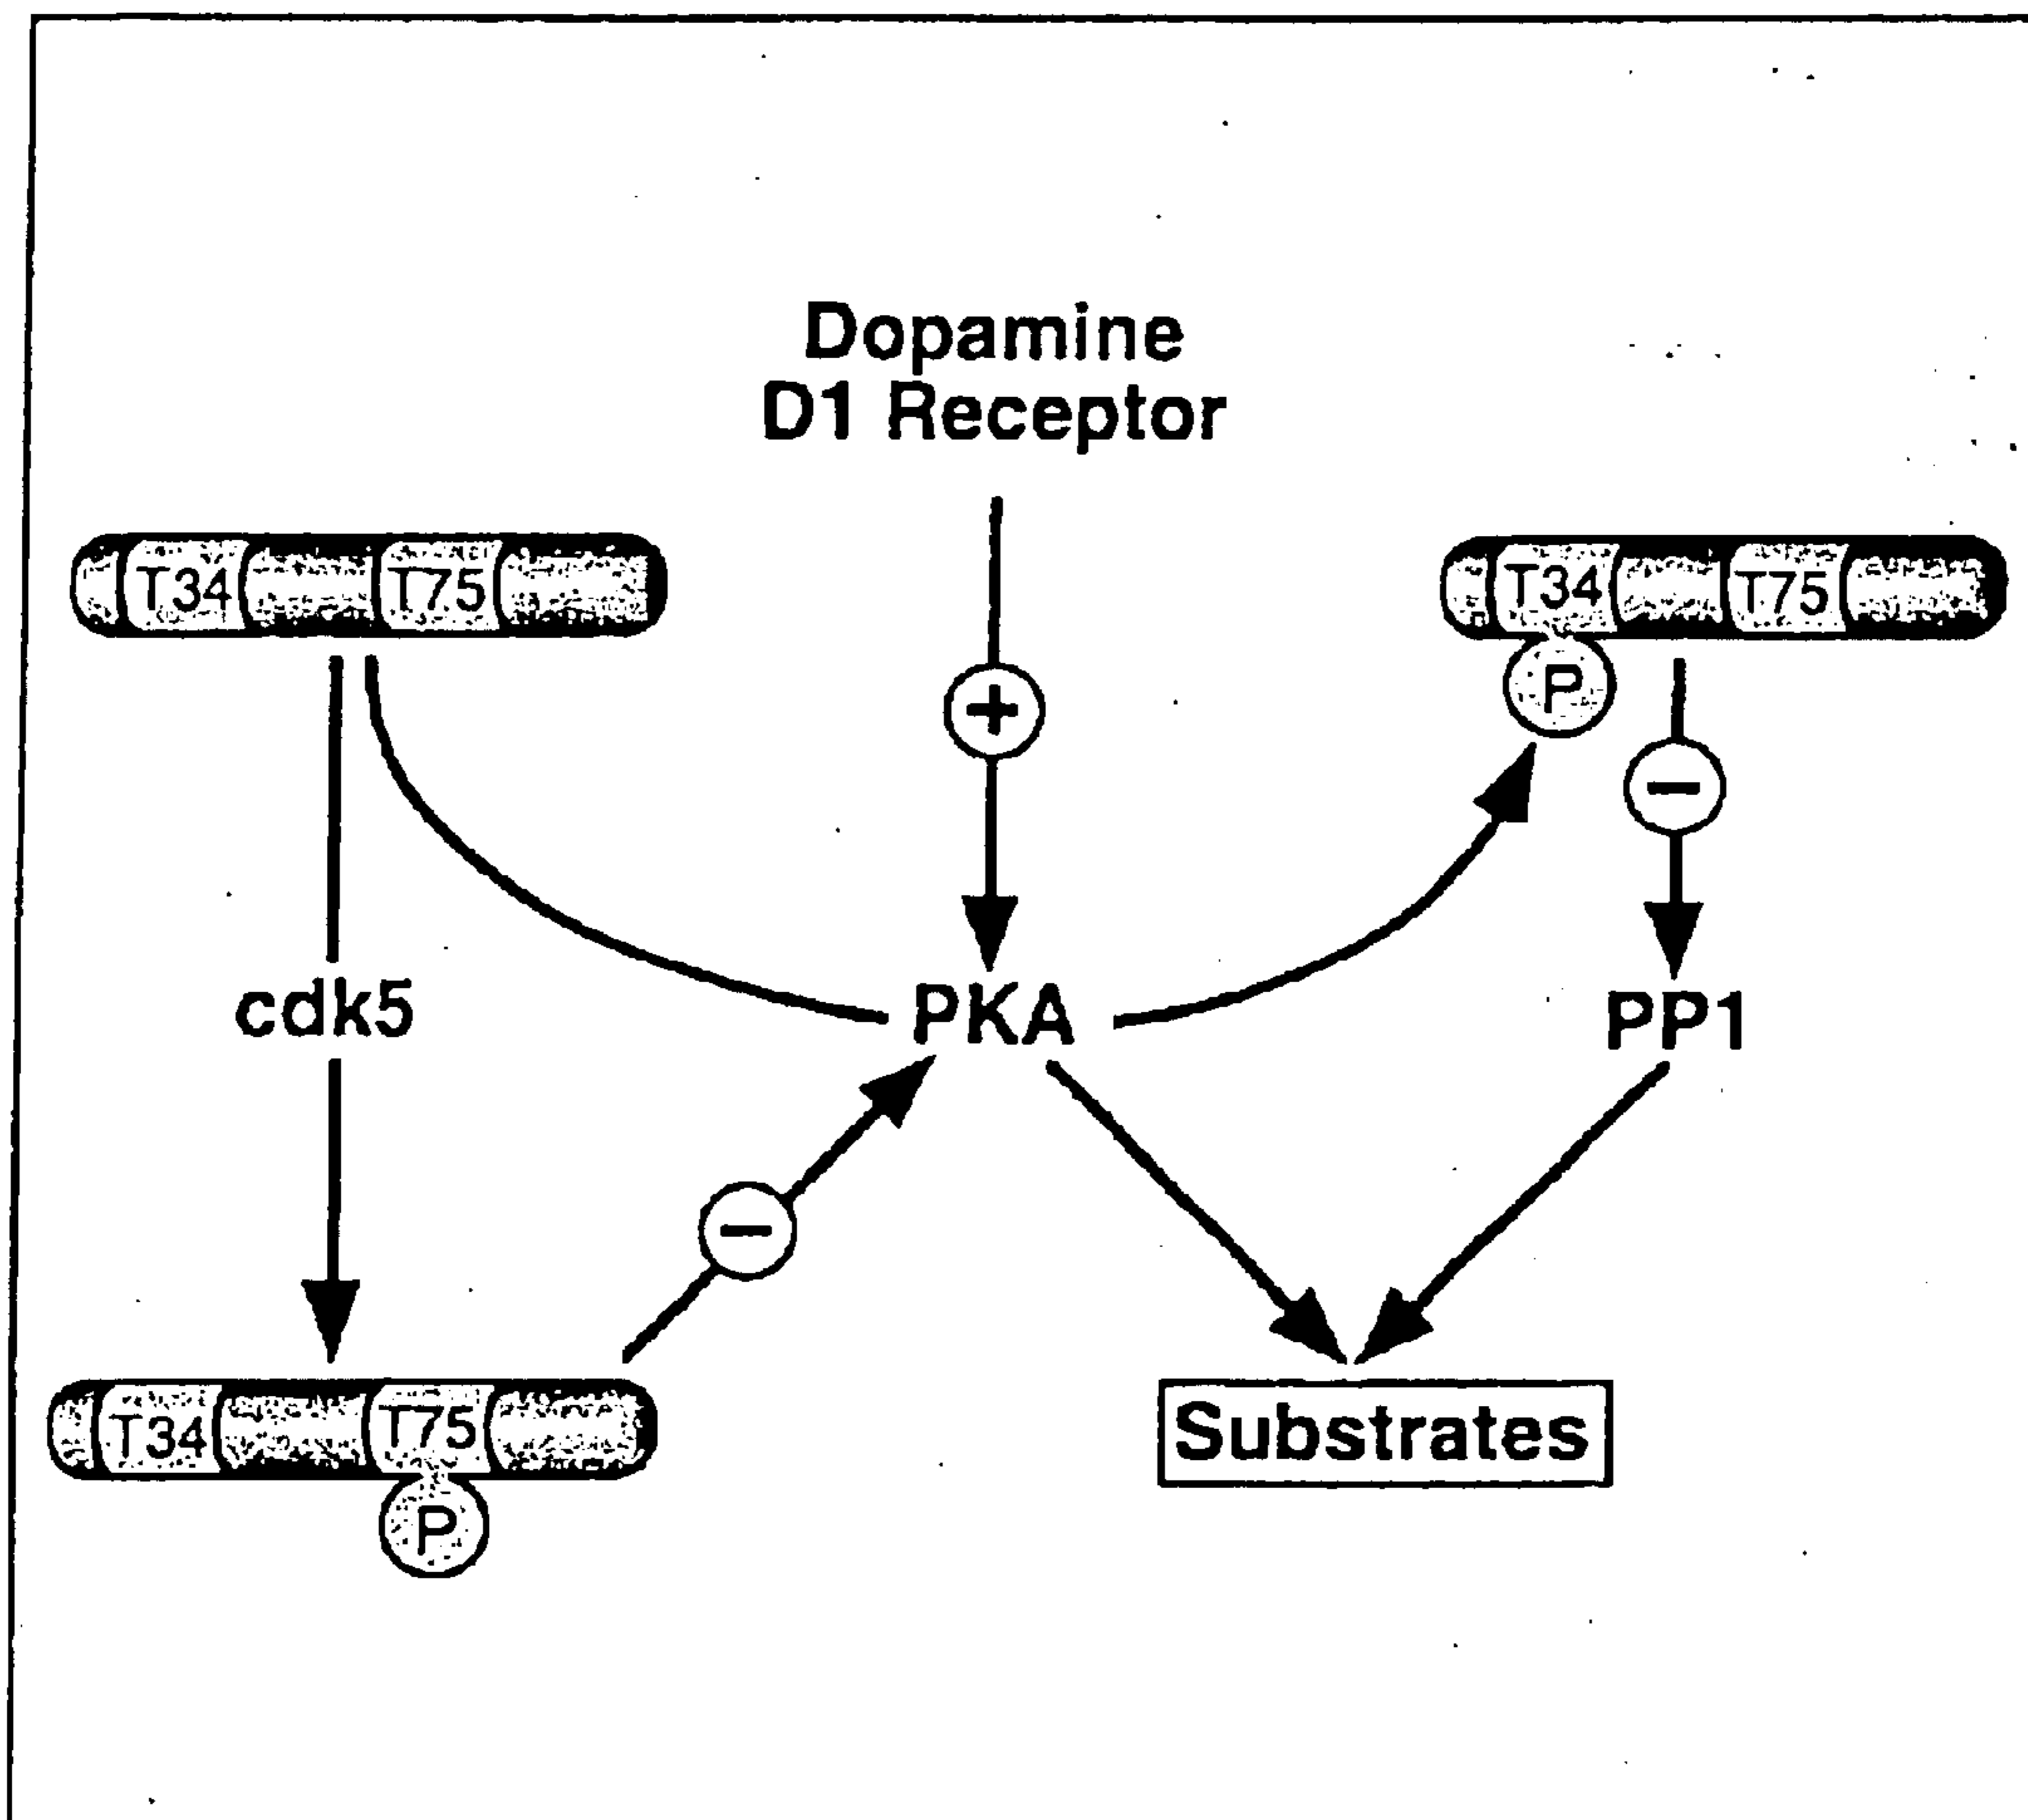 Dopamine
D1 Receptor
T34 T75
T34 T75
P
+
−
cdk5
PKA
PP1
−
T34 T75
Substrates
P